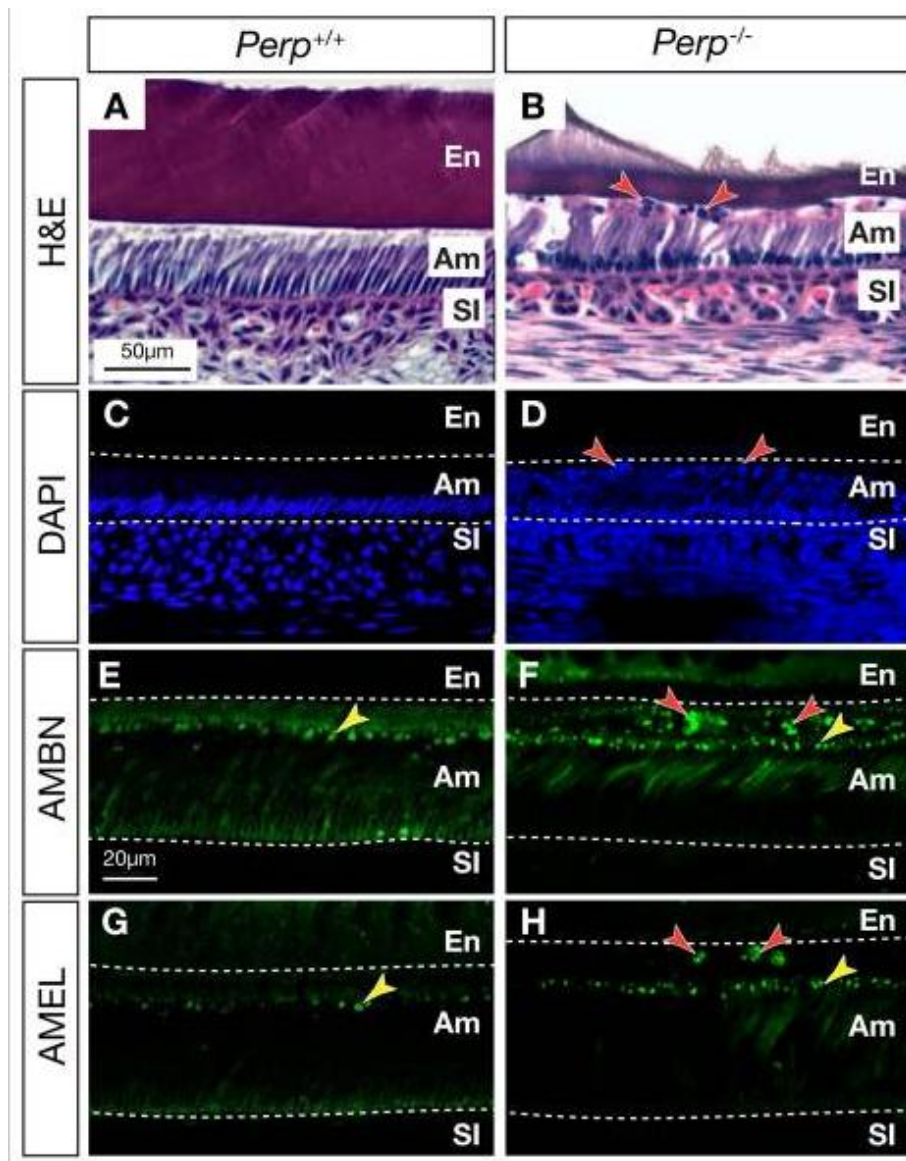 Perp+/+
Perp-/-
H&E
A
En
Am
SI
50µm
B
En
Am
SI
DAPI
C
En
Am
SI
D
En
Am
SI
AMBN
E
En
Am
SI
20µm
F
En
Am
SI
AMEL
G
En
Am
SI
H
En
Am
SI